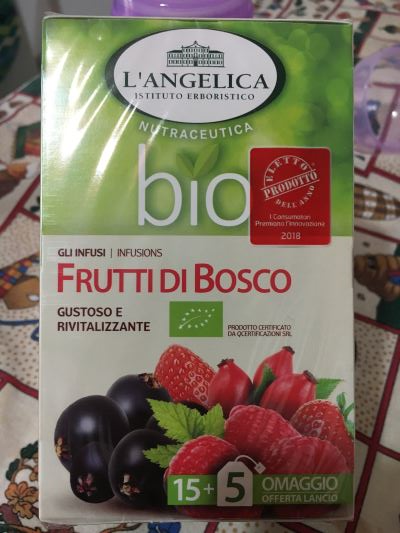 L'ANGELICA
ISTITUTO ERBORISTICO
NUTRACEUTICA
bio
ELETTO
PRODOTTO
DELL'ANNO
I Consumatori
Premiano l'innovazione
2018
GLI INFUSI | INFUSIONS
FRUTTI DI BOSCO
GUSTOSO E
RIVITALIZZANTE
PRODOTTO CERTIFICATO
DA QCERTIFICAZIONI SRL
15+5 OMAGGIO
OFFERTA LANCIO